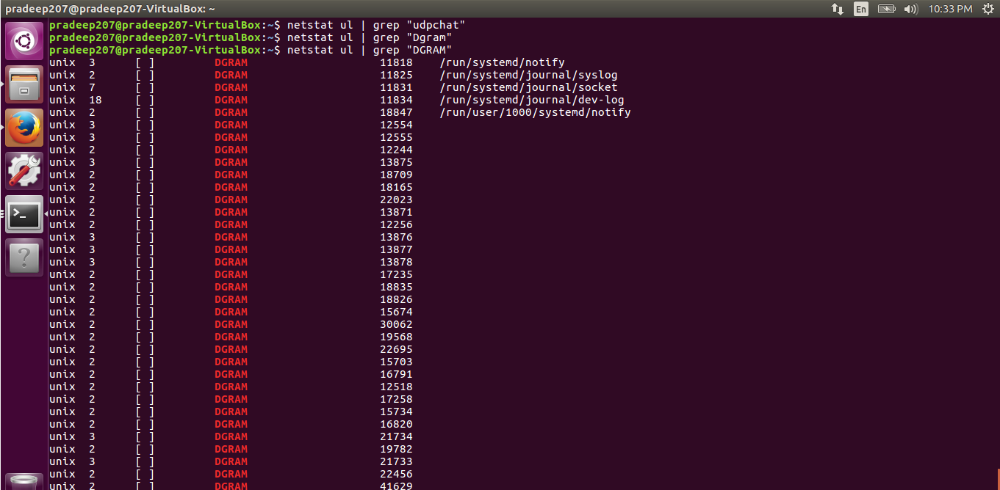 pradeep207@pradeep207-VirtualBox: ~ En 10:33 PM
pradeep207@pradeep207-VirtualBox:~$ netstat ul | grep "udpchat"
pradeep207@pradeep207-VirtualBox:~$ netstat ul | grep "Dgram"
pradeep207@pradeep207-VirtualBox:~$ netstat ul | grep "DGRAM"
unix 3 [ ] DGRAM 11818 /run/systemd/notify
unix 2 [ ] DGRAM 11825 /run/systemd/journal/syslog
unix 7 [ ] DGRAM 11831 /run/systemd/journal/socket
unix 18 [ ] DGRAM 11834 /run/systemd/journal/dev-log
unix 2 [ ] DGRAM 18847 /run/user/1000/systemd/notify
unix 3 [ ] DGRAM 12554
unix 3 [ ] DGRAM 12555
unix 2 [ ] DGRAM 12244
unix 3 [ ] DGRAM 13875
unix 2 [ ] DGRAM 18709
unix 2 [ ] DGRAM 18165
unix 2 [ ] DGRAM 22023
unix 2 [ ] DGRAM 13871
unix 2 [ ] DGRAM 12256
unix 3 [ ] DGRAM 13876
unix 3 [ ] DGRAM 13877
unix 3 [ ] DGRAM 13878
unix 2 [ ] DGRAM 17235
unix 2 [ ] DGRAM 18835
unix 2 [ ] DGRAM 18826
unix 2 [ ] DGRAM 15674
unix 2 [ ] DGRAM 30062
unix 2 [ ] DGRAM 19568
unix 2 [ ] DGRAM 22695
unix 2 [ ] DGRAM 15703
unix 2 [ ] DGRAM 16791
unix 2 [ ] DGRAM 12518
unix 2 [ ] DGRAM 17258
unix 2 [ ] DGRAM 15734
unix 2 [ ] DGRAM 16820
unix 3 [ ] DGRAM 21734
unix 2 [ ] DGRAM 19782
unix 3 [ ] DGRAM 21733
unix 2 [ ] DGRAM 22456
unix 2 [ ] DGRAM 41629